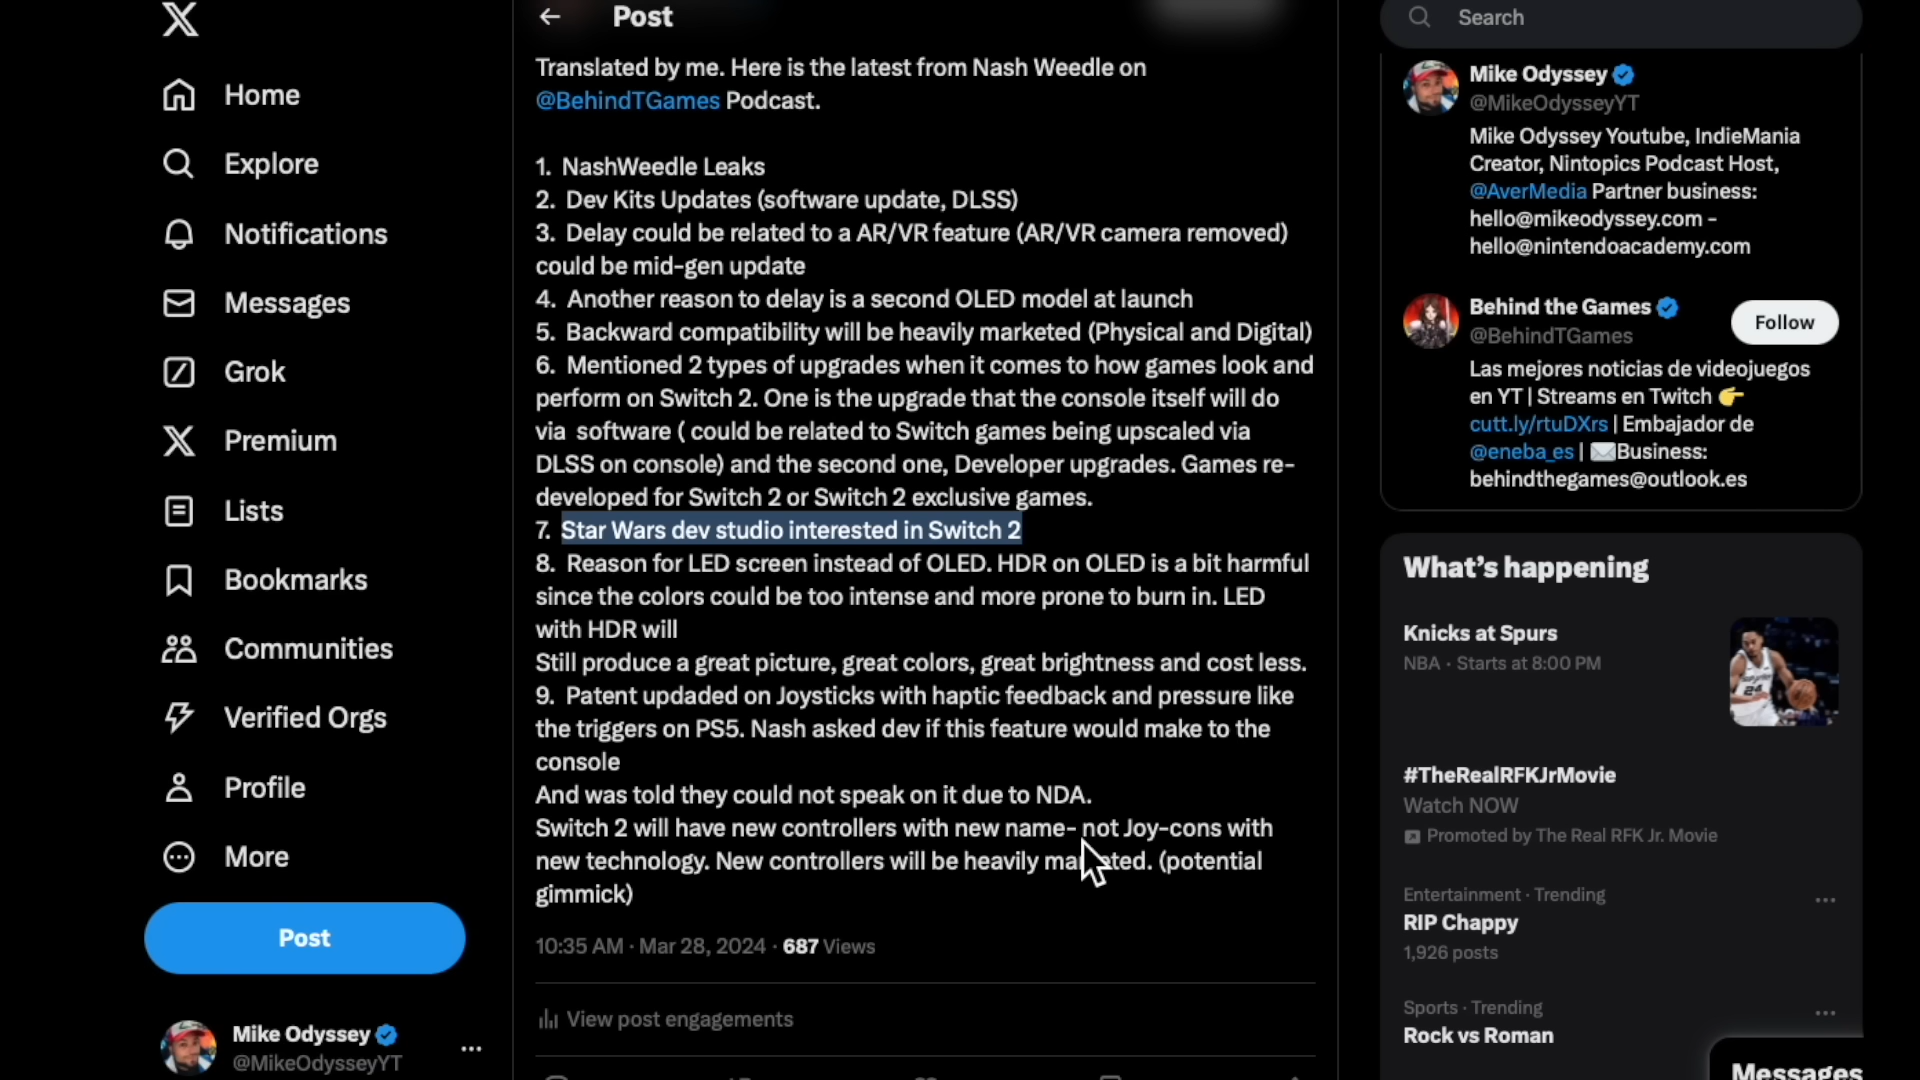 Home
Explore
Notifications
Messages
Grok
Premium
Lists
Bookmarks
Communities
Verified Orgs
Profile
More
Post
Mike Odyssey
@MikeOdysseyYT
Post
Translated by me. Here is the latest from Nash Weedle on
@BehindTGames Podcast.
1. NashWeedle Leaks
2. Dev Kits Updates (software update, DLSS)
3. Delay could be related to a AR/VR feature (AR/VR camera removed)
could be mid-gen update
4. Another reason to delay is a second OLED model at launch
5. Backward compatibility will be heavily marketed (Physical and Digital)
6. Mentioned 2 types of upgrades when it comes to how games look and
perform on Switch 2. One is the upgrade that the console itself will do
via software ( could be related to Switch games being upscaled via
DLSS on console) and the second one, Developer upgrades. Games re-
developed for Switch 2 or Switch 2 exclusive games.
7. Star Wars dev studio interested in Switch 2
8. Reason for LED screen instead of OLED. HDR on OLED is a bit harmful
since the colors could be too intense and more prone to burn in. LED
with HDR will
Still produce a great picture, great colors, great brightness and cost less.
9. Patent updaded on Joysticks with haptic feedback and pressure like
the triggers on PS5. Nash asked dev if this feature would make to the
console
And was told they could not speak on it due to NDA.
Switch 2 will have new controllers with new name- not Joy-cons with
new technology. New controllers will be heavily marketed. (potential
gimmick)
10:35 AM · Mar 28, 2024 · 687 Views
View post engagements
Search
Mike Odyssey
@MikeOdysseyYT
Mike Odyssey Youtube, IndieMania
Creator, Nintopics Podcast Host,
@AverMedia Partner business:
hello@mikeodyssey.com -
hello@nintendoacademy.com
Behind the Games
@BehindTGames
Follow
Las mejores noticias de videojuegos
en YT | Streams en Twitch 👉
cutt.ly/rtuDXrs | Embajador de
@eneba_es | ✉️Business:
behindthegames@outlook.es
What's happening
Knicks at Spurs
NBA · Starts at 8:00 PM
24
#TheRealRFKJrMovie
Watch NOW
Promoted by The Real RFK Jr. Movie
Entertainment · Trending
RIP Chappy
1,926 posts
Sports · Trending
Rock vs Roman
Messages